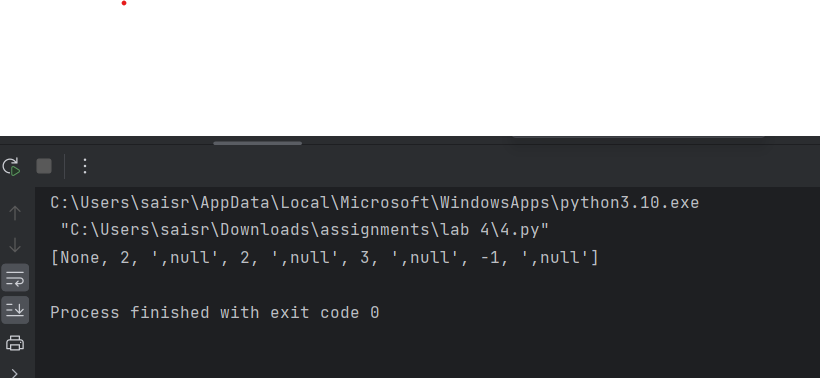 C:\Users\saisr\AppData\Local\Microsoft\WindowsApps\python3.10.exe
"C:\Users\saisr\Downloads\assignments\lab 4\4.py"
[None, 2, ',null', 2, ',null', 3, ',null', -1, ',null']
Process finished with exit code 0